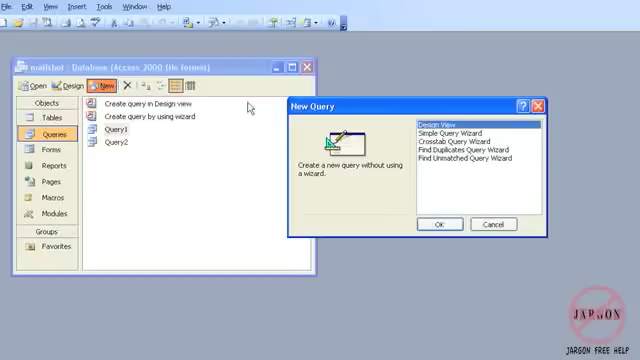 File Edit View Insert Tools Window Help
mailshot : Database (Access 2000 file format)
Open Design New
Objects
Tables
Queries
Forms
Reports
Pages
Macros
Modules
Groups
Favorites
Create query in Design view
Create query by using wizard
Query1
Query2
New Query
Create a new query without using
a wizard.
Design View
Simple Query Wizard
Crosstab Query Wizard
Find Duplicates Query Wizard
Find Unmatched Query Wizard
OK Cancel
JARGON
JARGON FREE HELP